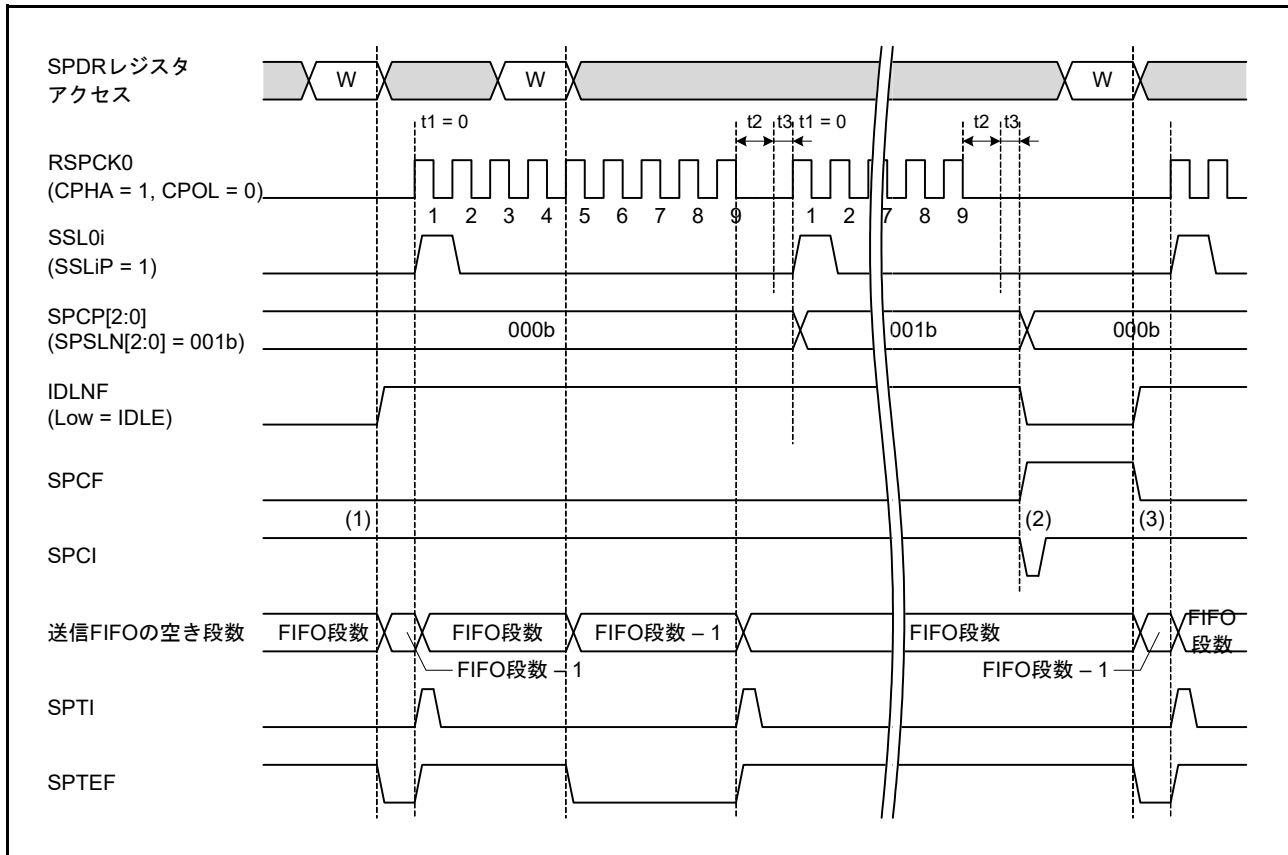 SPDRレジスタ
アクセス
W W W
t1 = 0 t2 t3 t1 = 0 t2 t3
RSPCK0
(CPHA = 1, CPOL = 0)
1 2 3 4 5 6 7 8 9 1 2 7 8 9
SSL0i
(SSLiP = 1)
SPCP[2:0]
(SPSLN[2:0] = 001b)
000b 001b 000b
IDLNF
(Low = IDLE)
SPCF
(1) (2) (3)
SPCI
送信FIFOの空き段数 FIFO段数 FIFO段数 FIFO段数 – 1 FIFO段数 FIFO
段数
FIFO段数 – 1 FIFO段数 – 1
SPTI
SPTEF